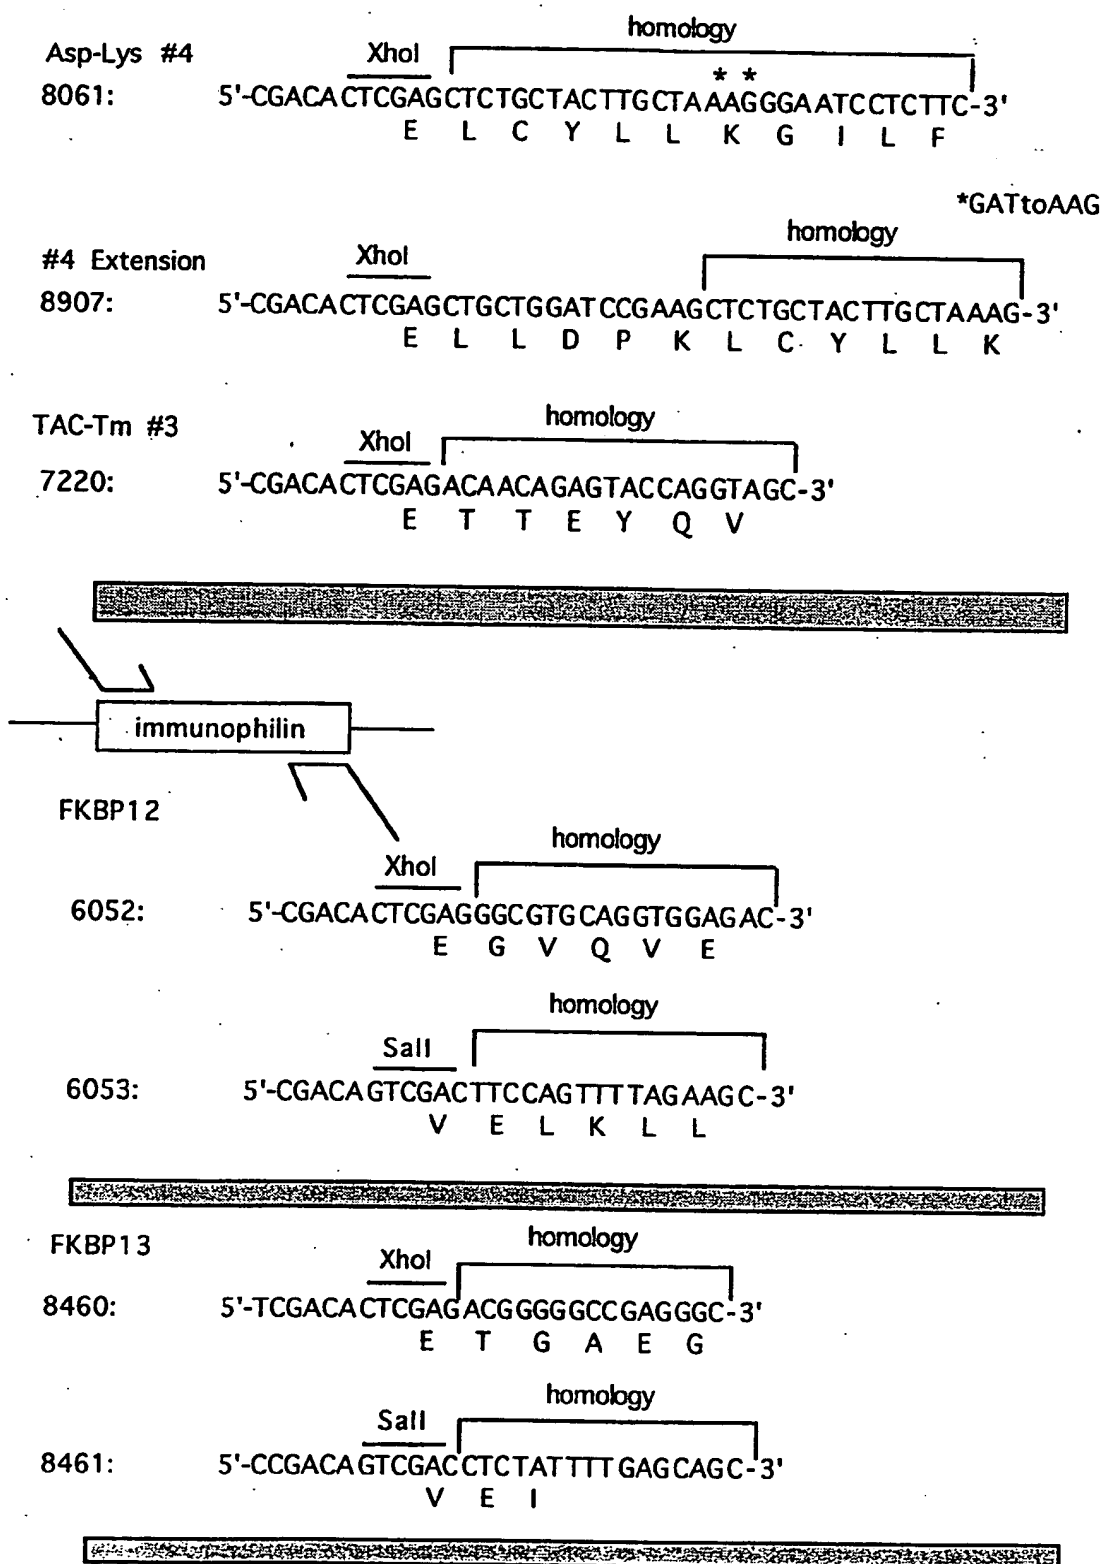 homology
Asp-Lys #4 XhoI
* *
8061: 5'-CGACACTCGAGCTCTGCTACTTGCTAAAGGGAATCCTCTTC-3'
E L C Y L L K G I L F
*GATtoAAG
homology
#4 Extension XhoI
8907: 5'-CGACACTCGAGCTGCTGGATCCGAAGCTCTGCTACTTGCTAAAG-3'
E L L D P K L C Y L L K
TAC-Tm #3 homology
XhoI
7220: 5'-CGACACTCGAGACAACAGAGTACCAGGTAGC-3'
E T T E Y Q V
immunophilin
FKBP12
homology
XhoI
6052: 5'-CGACACTCGAGGGCGTGCAGGTGGAGAC-3'
E G V Q V E
homology
SalI
6053: 5'-CGACAGTCGACTTCCAGTTTTAGAAGC-3'
V E L K L L
FKBP13 homology
XhoI
8460: 5'-TCGACACTCGAGACGGGGGCCGAGGGC-3'
E T G A E G
homology
SalI
8461: 5'-CCGACAGTCGACCTCTATTTTGAGCAGC-3'
V E I